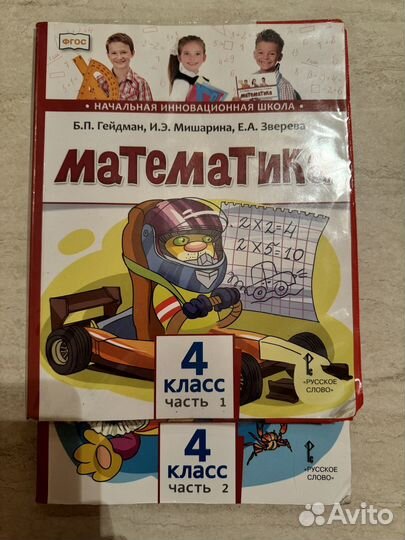 ФГОС
МАТЕМАТИКА
НАЧАЛЬНАЯ ИННОВАЦИОННАЯ ШКОЛА
Б.П. Гейдман, И.Э. Мишарина, Е.А. Зверева
МАТЕМАТИКА
2×2=4
2×5=10
4
КЛАСС
ЧАСТЬ 1
«РУССКОЕ
СЛОВО»
4
КЛАСС
ЧАСТЬ 2
«РУССКОЕ
СЛОВО»
Avito